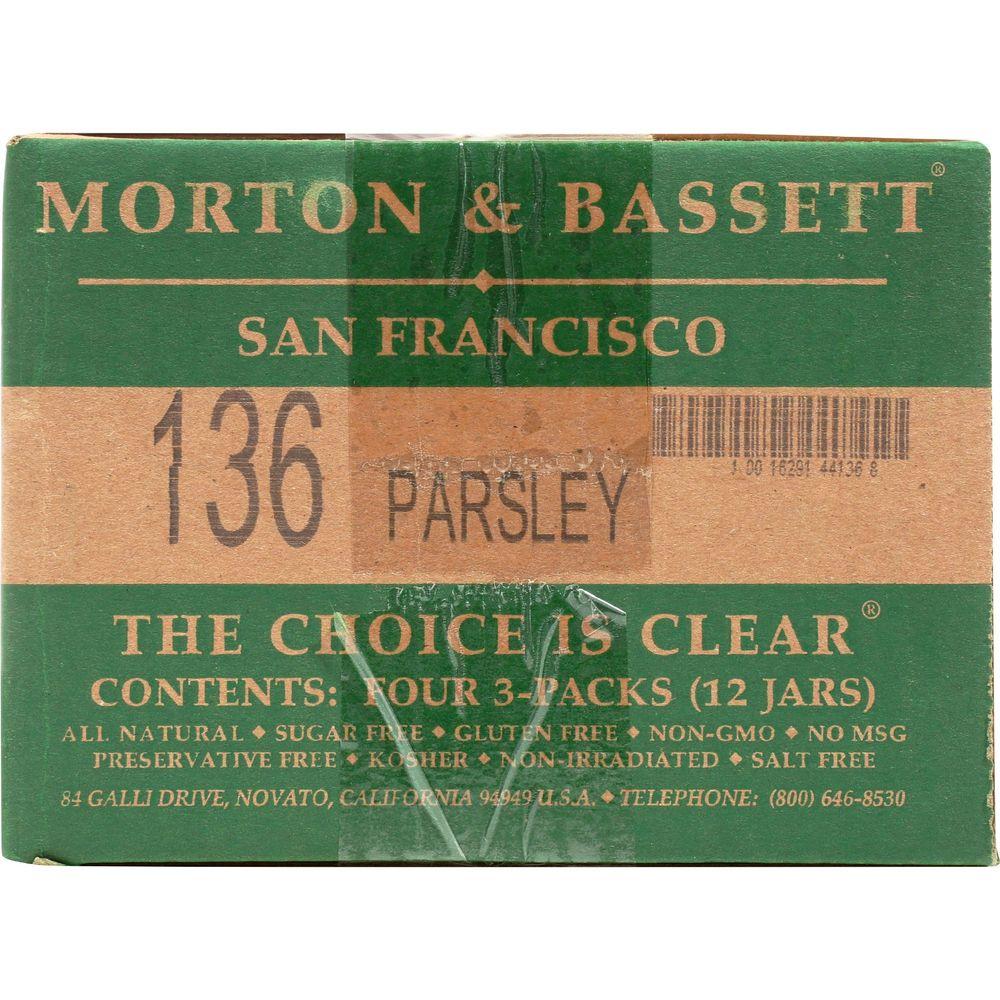 MORTON & BASSETT®
SAN FRANCISCO
136 PARSLEY
1 00 16291 44136 8
THE CHOICE IS CLEAR®
CONTENTS: FOUR 3-PACKS (12 JARS)
ALL NATURAL ♦ SUGAR FREE ♦ GLUTEN FREE ♦ NON-GMO ♦ NO MSG
PRESERVATIVE FREE ♦ KOSHER ♦ NON-IRRADIATED ♦ SALT FREE
84 GALLI DRIVE, NOVATO, CALIFORNIA 94949 U.S.A. ♦ TELEPHONE: (800) 646-8530